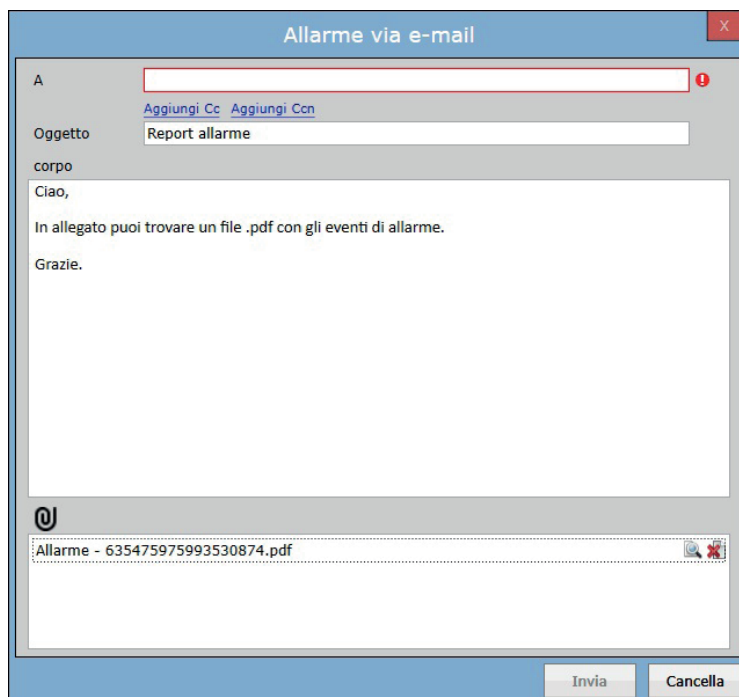 Allarme via e-mail
X
A
Aggiungi Cc Aggiungi Ccn
Oggetto Report allarme
corpo
Ciao,
In allegato puoi trovare un file .pdf con gli eventi di allarme.
Grazie.
Allarme - 635475975993530874.pdf
Invia Cancella